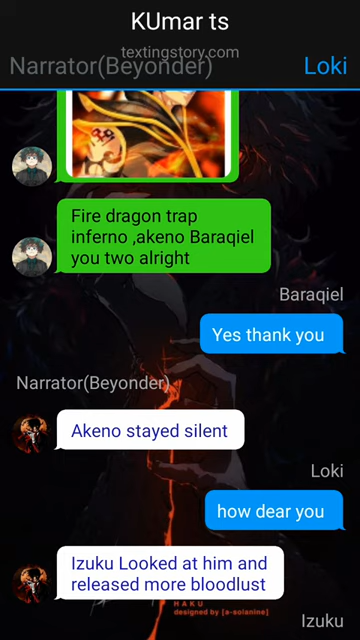 KUmar ts
textingstory.com
Narrator(Beyonder)
Loki
Fire dragon trap
inferno ,akeno Baraqiel
you two alright
Baraqiel
Yes thank you
Narrator(Beyonder)
Akeno stayed silent
Loki
how dear you
Izuku Looked at him and
released more bloodlust
HAKU
designed by [a-solanine]
Izuku